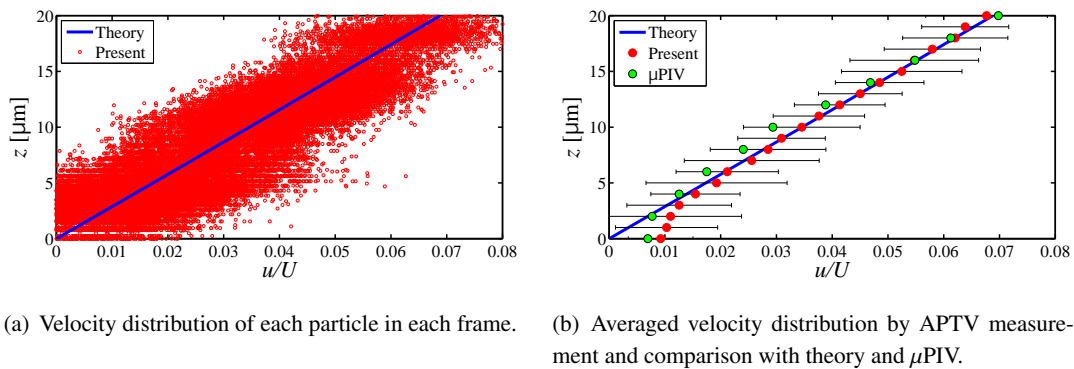 20
15
10
5
0
z [μm]
Theory
Present
0 0.01 0.02 0.03 0.04 0.05 0.06 0.07 0.08
u/U
20
15
10
5
0
z [μm]
Theory
Present
μPIV
0 0.01 0.02 0.03 0.04 0.05 0.06 0.07 0.08
u/U
(a) Velocity distribution of each particle in each frame.
(b) Averaged velocity distribution by APTV measure-
ment and comparison with theory and μPIV.